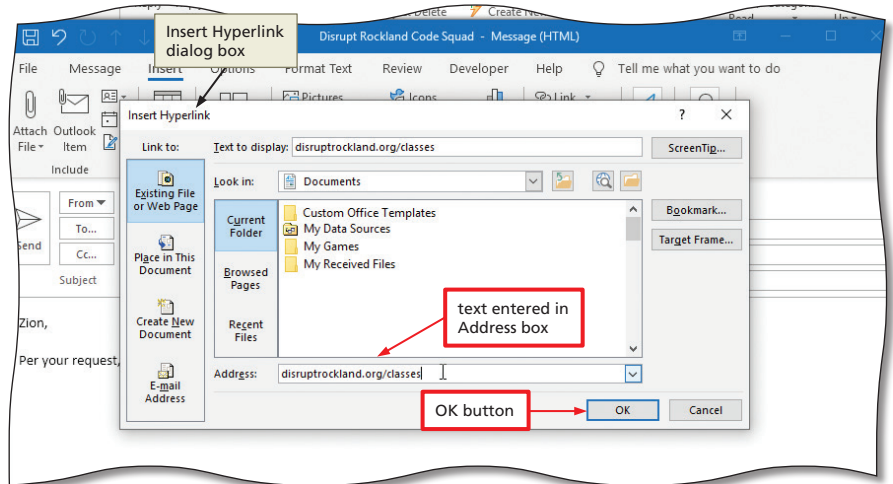 Delete
Create
Insert Hyperlink
dialog box
Disrupt Rockland Code Squad - Message (HTML)
File Message Insert Options Format Text Review Developer Help Tell me what you want to do
Pictures Icons Link
Attach
File
Outlook
Item
Include
Insert Hyperlink ? ×
Link to: Text to display: disruptrockland.org/classes ScreenTip...
Existing File
or Web Page
Look in: Documents
Place in This
Document
Create New
Document
E-mail
Address
Current
Folder
Browsed
Pages
Recent
Files
Custom Office Templates
My Data Sources
My Games
My Received Files
Bookmark...
Target Frame...
text entered in
Address box
Address: disruptrockland.org/classes
OK button
OK Cancel
From
To...
Cc...
Subject
Send
Zion,
Per your request,